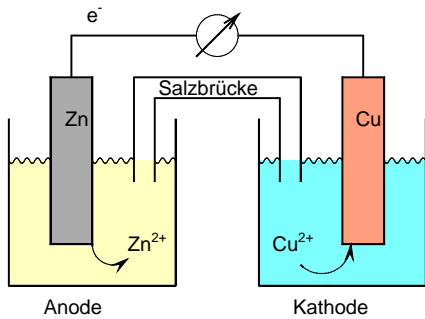 e⁻
Salzbrücke
Zn Cu
Zn²⁺ Cu²⁺
Anode Kathode